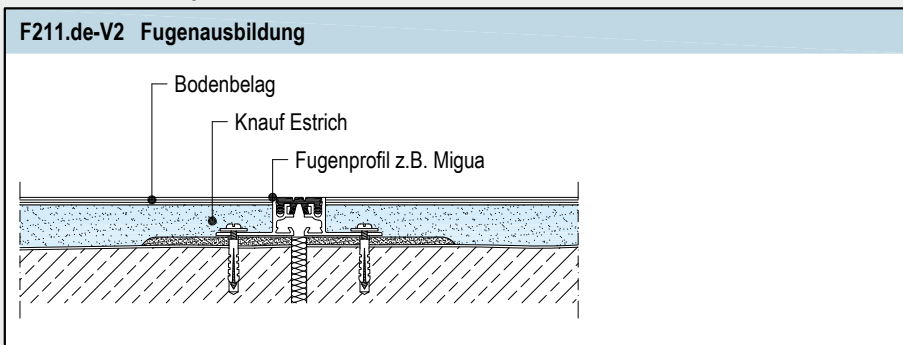 F211.de-V2 Fugenausbildung
Bodenbelag
Knauf Estrich
Fugenprofil z.B. Migua